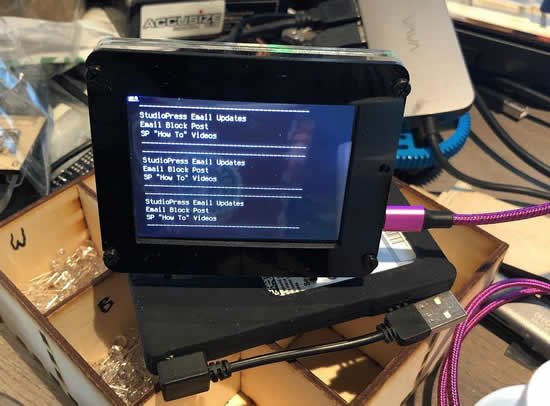 ACCUSIZE
VAVA
StudioPress Email Updates
Email Block Post
SP "How To" Videos
StudioPress Email Updates
Email Block Post
SP "How To" Videos
StudioPress Email Updates
Email Block Post
SP "How To" Videos
W
B